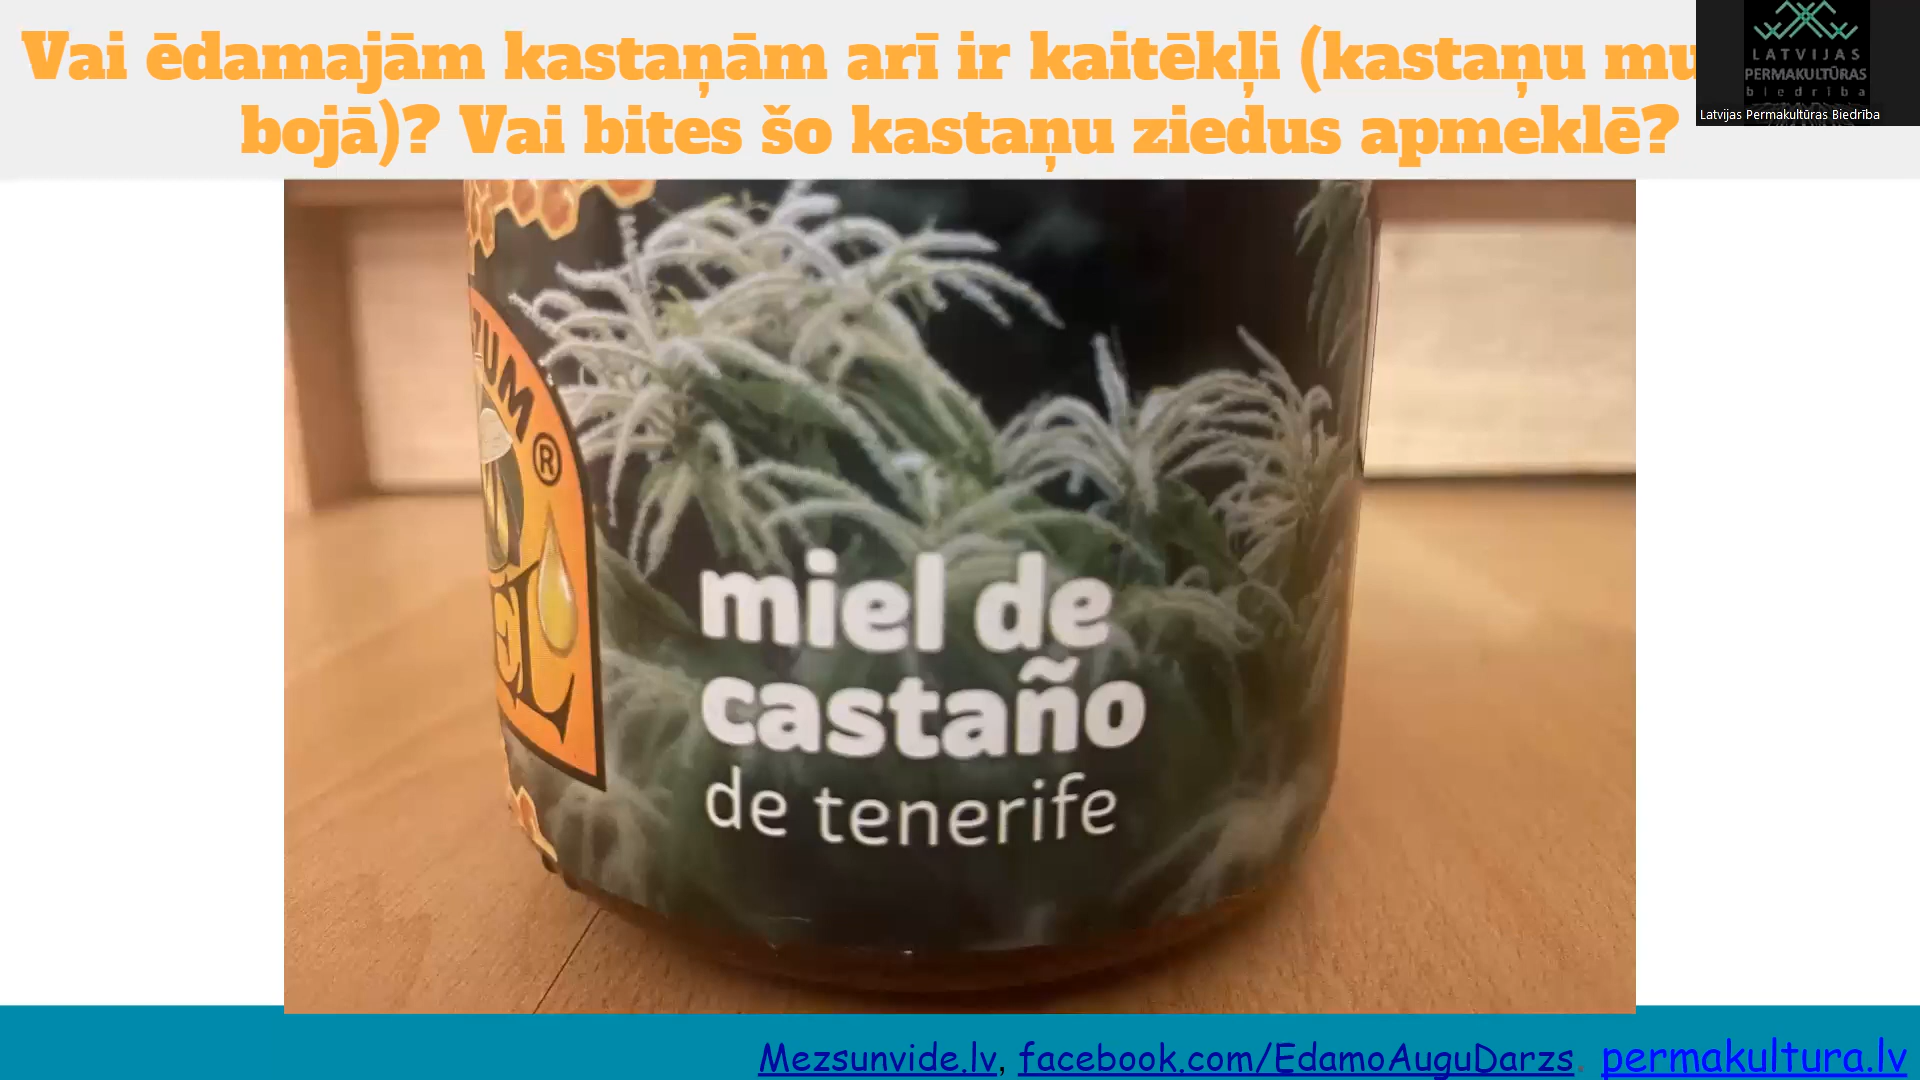 Vai ēdamajām kastaņām arī ir kaitēkļi (kastaņu
bojā)? Vai bites šo kastaņu ziedus apmeklē?
LATVIJAS
PERMAKULTŪRAS
biedrība
Latvijas Permakultūras Biedrība
®
miel de
castaño
de tenerife
Mezsunvide.lv, facebook.com/EdamoAuguDarzs. permakultura.lv